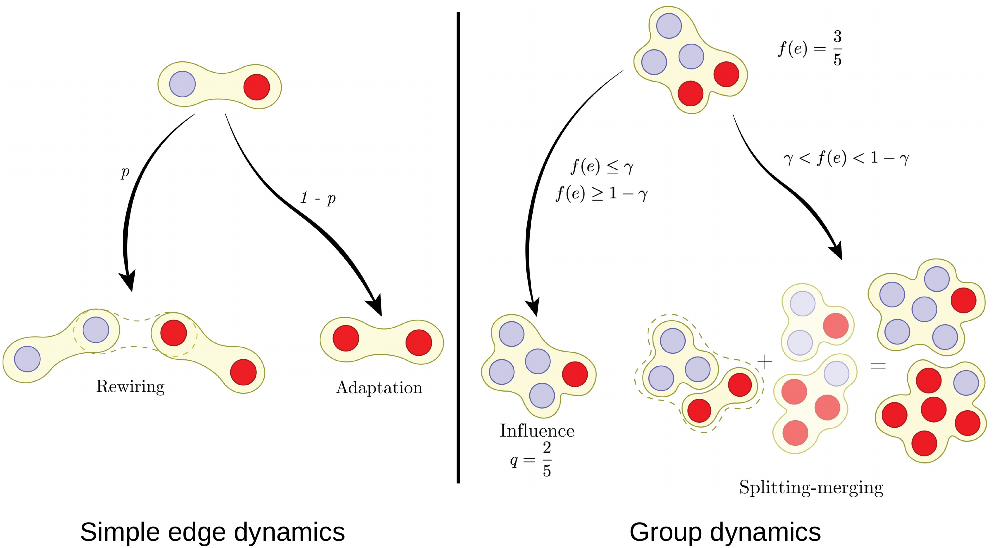 p
1 - p
Rewiring
Adaptation
Simple edge dynamics
f(e) = 3/5
f(e) ≤ γ
f(e) ≥ 1 − γ
γ < f(e) < 1 − γ
Influence
q = 2/5
+
=
Splitting-merging
Group dynamics